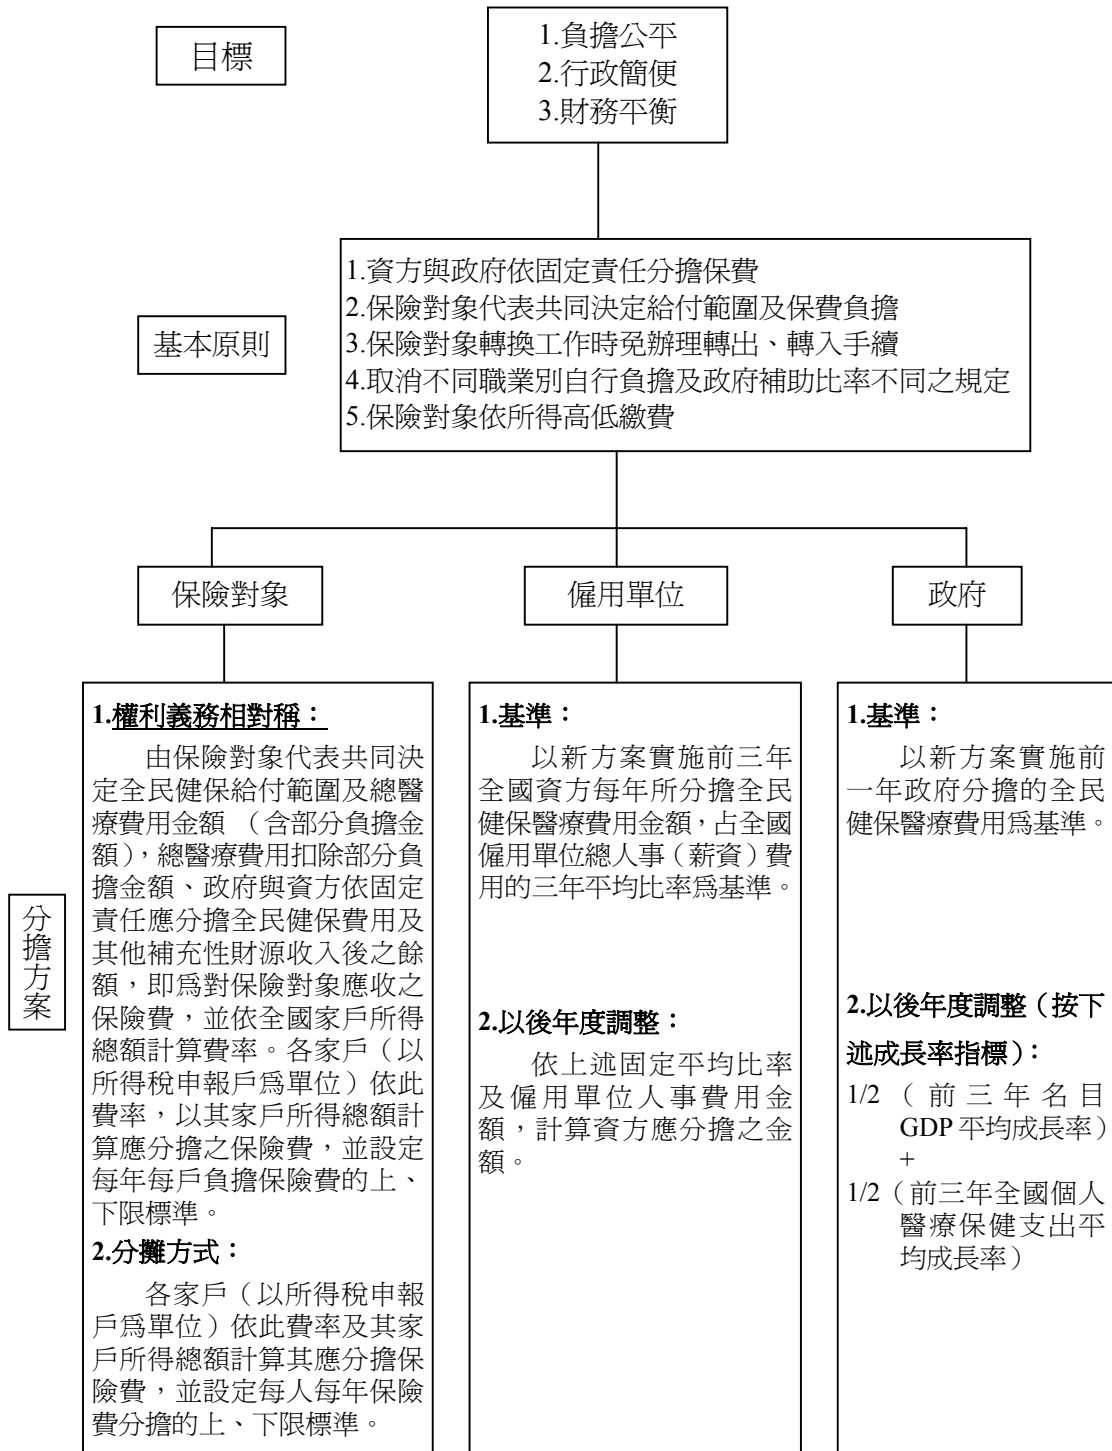 目標
1.負擔公平
2.行政簡便
3.財務平衡
基本原則
1.資方與政府依固定責任分擔保費
2.保險對象代表共同決定給付範圍及保費負擔
3.保險對象轉換工作時免辦理轉出、轉入手續
4.取消不同職業別自行負擔及政府補助比率不同之規定
5.保險對象依所得高低繳費
保險對象
僱用單位
政府
分擔方案
1.權利義務相對稱：
由保險對象代表共同決
定全民健保給付範圍及總醫
療費用金額 （含部分負擔金
額），總醫療費用扣除部分負
擔金額、政府與資方依固定
責任應分擔全民健保費用及
其他補充性財源收入後之餘
額，即爲對保險對象應收之
保險費，並依全國家戶所得
總額計算費率。各家戶（以
所得稅申報戶爲單位）依此
費率，以其家戶所得總額計
算應分擔之保險費，並設定
每年每戶負擔保險費的上、
下限標準。
2.分攤方式：
各家戶（以所得稅申報
戶爲單位）依此費率及其家
戶所得總額計算其應分擔保
險費，並設定每人每年保險
費分擔的上、下限標準。
1.基準：
以新方案實施前三年
全國資方每年所分擔全民
健保醫療費用金額，占全國
僱用單位總人事（薪資）費
用的三年平均比率爲基準。
2.以後年度調整：
依上述固定平均比率
及僱用單位人事費用金
額，計算資方應分擔之金
額。
1.基準：
以新方案實施前
一年政府分擔的全民
健保醫療費用爲基準。
2.以後年度調整（按下
述成長率指標）：
1/2 （前三年名目
GDP 平均成長率）
+
1/2（前三年全國個人
醫療保健支出平
均成長率）